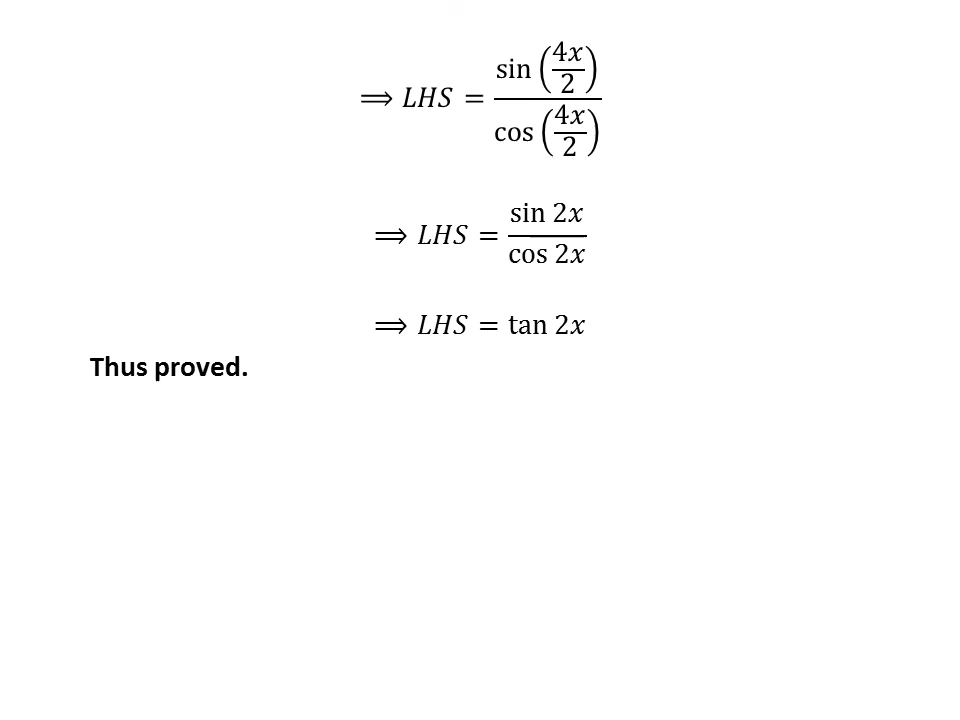 ⟹ LHS = sin (4x/2) / cos (4x/2)
⟹ LHS = sin 2x / cos 2x
⟹ LHS = tan 2x
Thus proved.